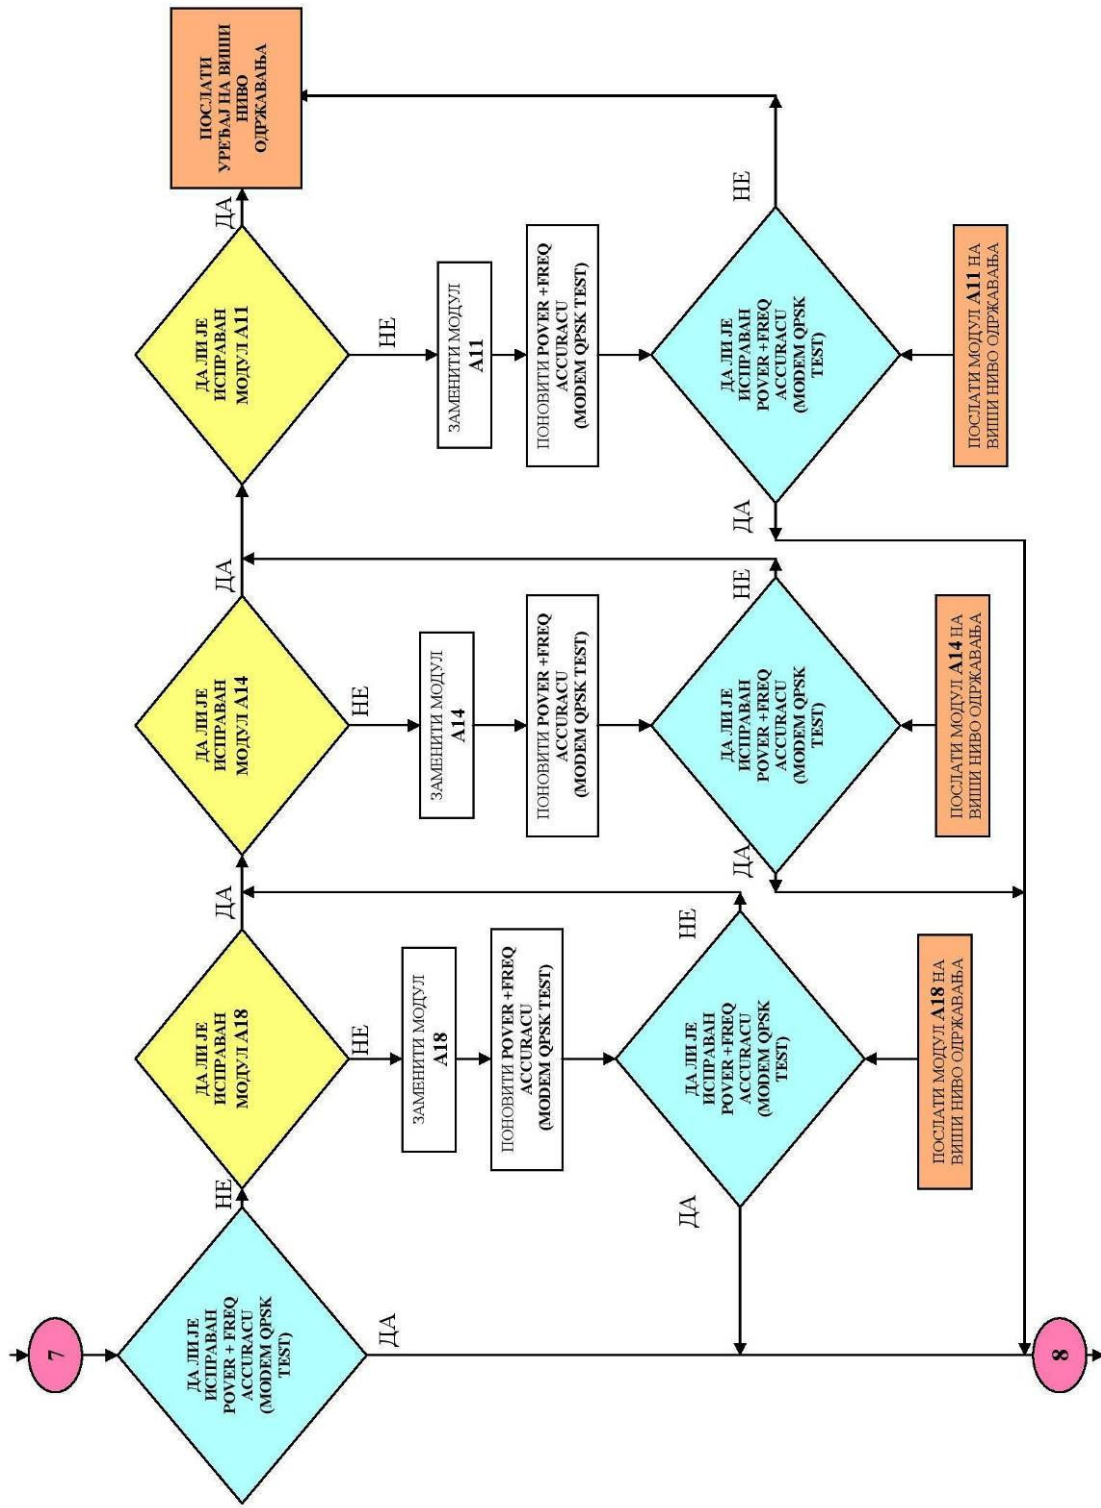 7
ДА ЛИ ЈЕ
ИСПРАВАН
POVER + FREQ
ACCURACU
(MODEM QPSK
TEST)
НЕ
ДА
ДА ЛИ ЈЕ
ИСПРАВАН
МОДУЛ А18
ДА
НЕ
ЗАМЕНИТИ МОДУЛ
А18
ПОНОВИТИ POVER +FREQ
ACCURACU
(MODEM QPSK TEST)
ДА ЛИ ЈЕ
ИСПРАВАН
POVER +FREQ
ACCURACU
(MODEM QPSK
TEST)
НЕ
ДА
ПОСЛАТИ МОДУЛ А18 НА
ВИШИ НИВО ОДРЖАВАЊА
ДА ЛИ ЈЕ
ИСПРАВАН
МОДУЛ А14
ДА
НЕ
ЗАМЕНИТИ МОДУЛ
А14
ПОНОВИТИ POVER +FREQ
ACCURACU
(MODEM QPSK TEST)
ДА ЛИ ЈЕ
ИСПРАВАН
POVER +FREQ
ACCURACU
(MODEM QPSK
TEST)
НЕ
ДА
ПОСЛАТИ МОДУЛ А14 НА
ВИШИ НИВО ОДРЖАВАЊА
ДА ЛИ ЈЕ
ИСПРАВАН
МОДУЛ А11
ДА
НЕ
ЗАМЕНИТИ МОДУЛ
А11
ПОНОВИТИ POVER +FREQ
ACCURACU
(MODEM QPSK TEST)
ДА ЛИ ЈЕ
ИСПРАВАН
POVER +FREQ
ACCURACU
(MODEM QPSK
TEST)
НЕ
ДА
ПОСЛАТИ МОДУЛ А11 НА
ВИШИ НИВО ОДРЖАВАЊА
ПОСЛАТИ
УРЕЂАЈ НА ВИШИ
НИВО
ОДРЖАВАЊА
8